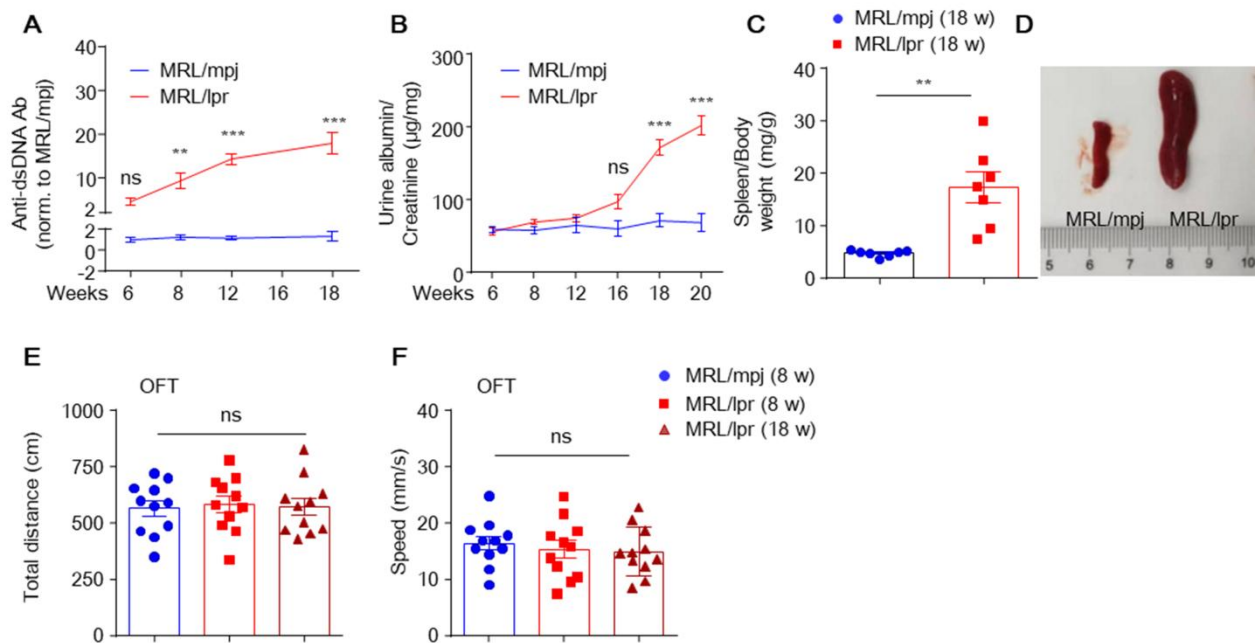 A
Anti-dsDNA Ab
(norm. to MRL/mpj)
40
30
20
10
2
2
0
-2
MRL/mpj
MRL/lpr
ns
**
***
***
Weeks
6
8
12
16
18
B
Urine albumin/
Creatinine (µg/mg)
300
200
100
0
MRL/mpj
MRL/lpr
ns
***
***
Weeks
6
8
12
16
18
20
C
MRL/mpj (18 w)
MRL/lpr (18 w)
Spleen/Body
weight (mg/g)
40
30
20
10
0
**
D
MRL/mpj
MRL/lpr
5 6 7 8 9 10
E
OFT
Total distance (cm)
1000
750
500
250
0
ns
F
OFT
Speed (mm/s)
40
30
20
10
0
ns
MRL/mpj (8 w)
MRL/lpr (8 w)
MRL/lpr (18 w)